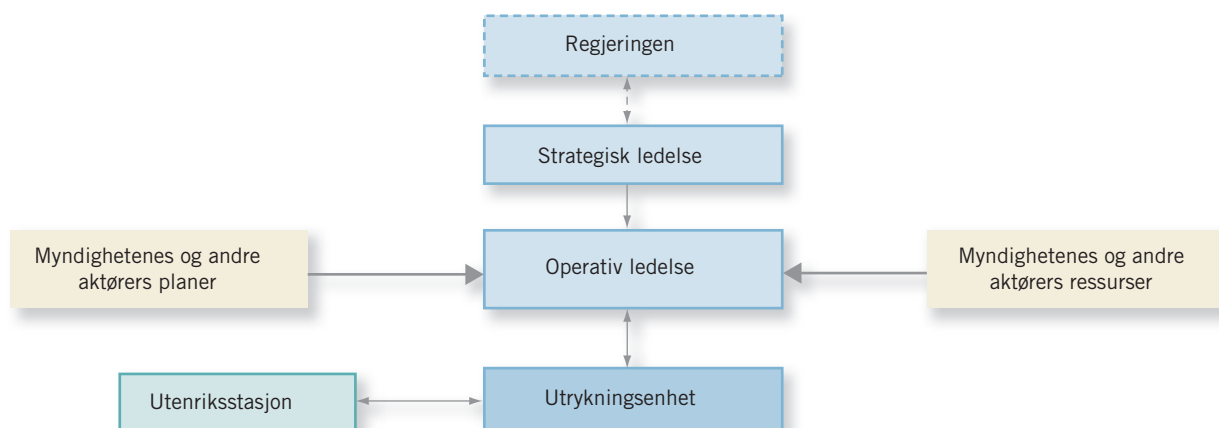 Regjeringen
Strategisk ledelse
Myndighetenes og andre
aktørers planer
Operativ ledelse
Myndighetenes og andre
aktørers ressurser
Utenriksstasjon
Utrykningsenhet